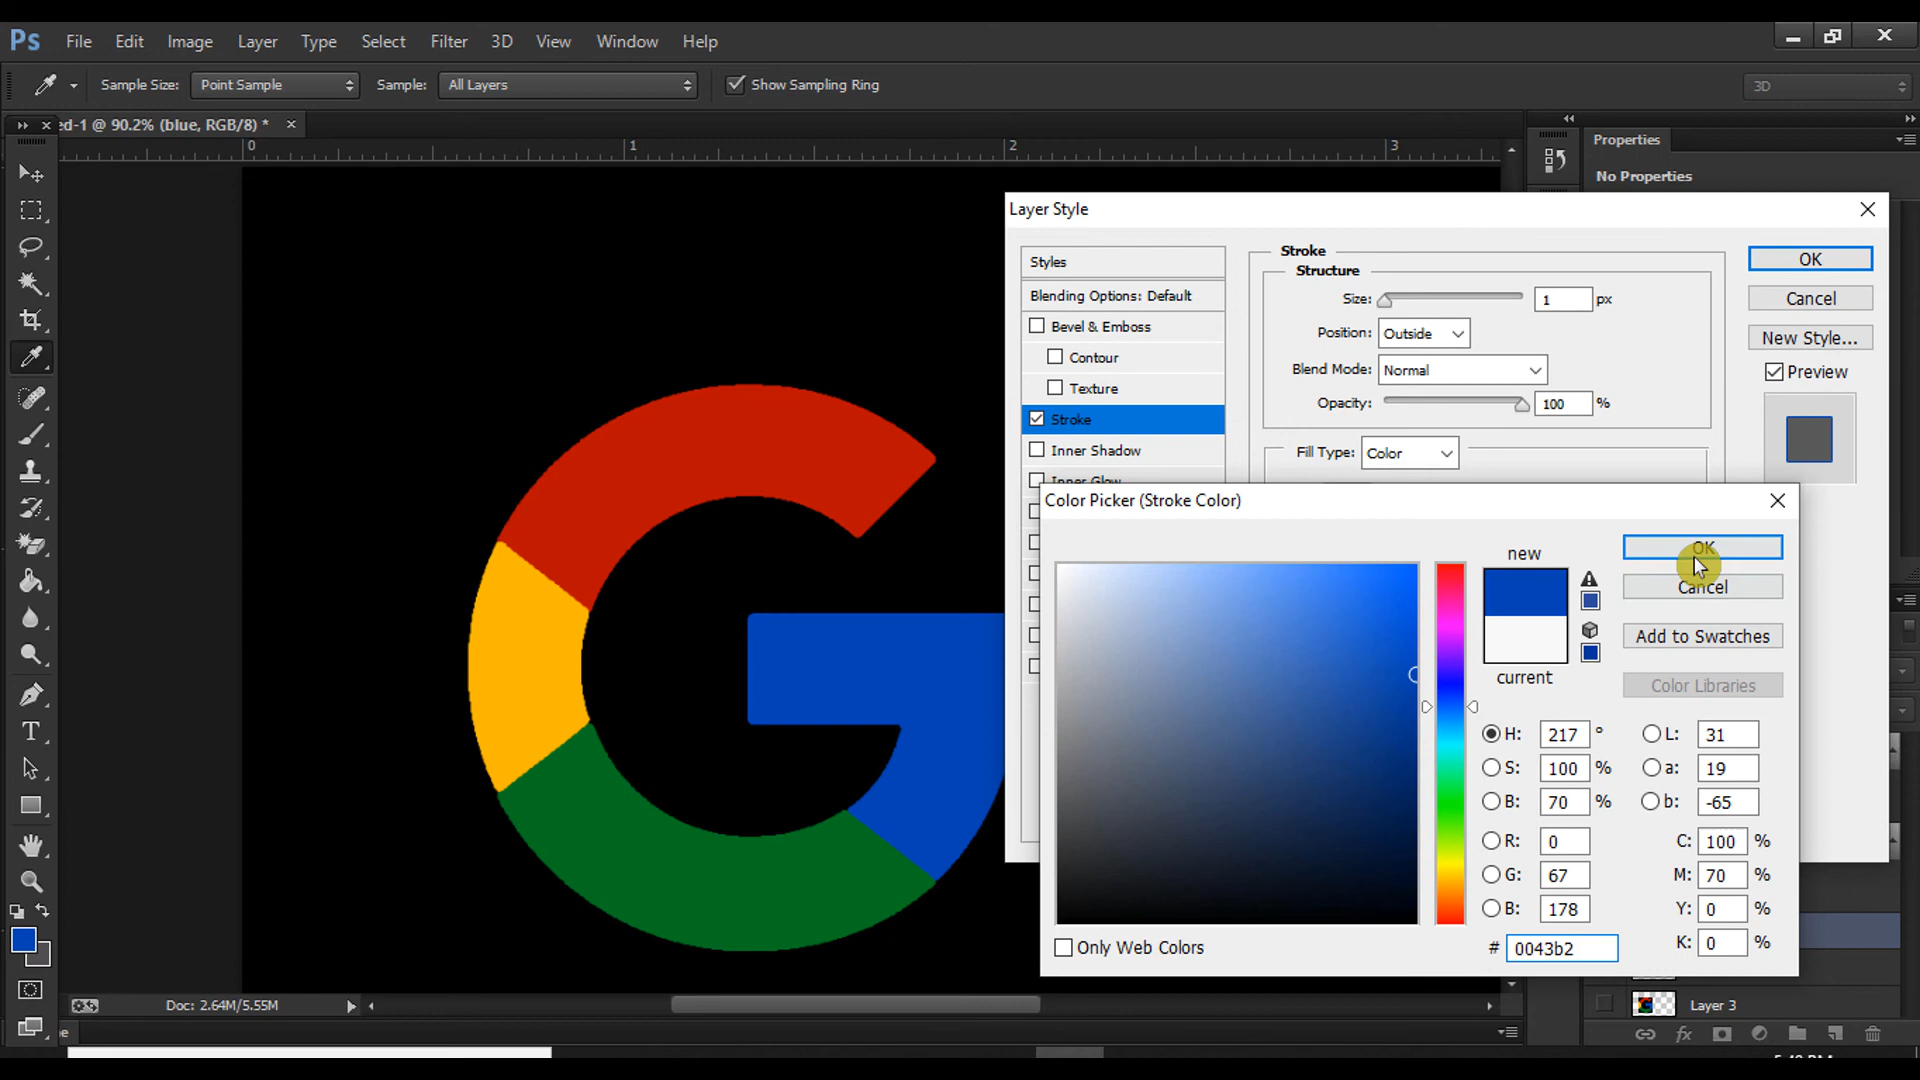 Ps File Edit Image Layer Type Select Filter 3D View Window Help
Sample Size: Point Sample Sample: All Layers Show Sampling Ring 3D
ed-1 @ 90.2% (blue, RGB/8) * ×
0 1 2 3
Properties
No Properties
Layer Style
Styles
Blending Options: Default
Bevel & Emboss
Contour
Texture
Stroke
Inner Shadow
Inner Glow
Stroke
Structure
Size: 1 px
Position: Outside
Blend Mode: Normal
Opacity: 100 %
Fill Type: Color
OK
Cancel
New Style...
Preview
Color Picker (Stroke Color)
new
current
OK
Cancel
Add to Swatches
Color Libraries
H: 217 ° L: 31
S: 100 % a: 19
B: 70 % b: -65
R: 0 C: 100 %
G: 67 M: 70 %
B: 178 Y: 0 %
# 0043b2 K: 0 %
Only Web Colors
T
Doc: 2.64M/5.55M
Layer 3
fx